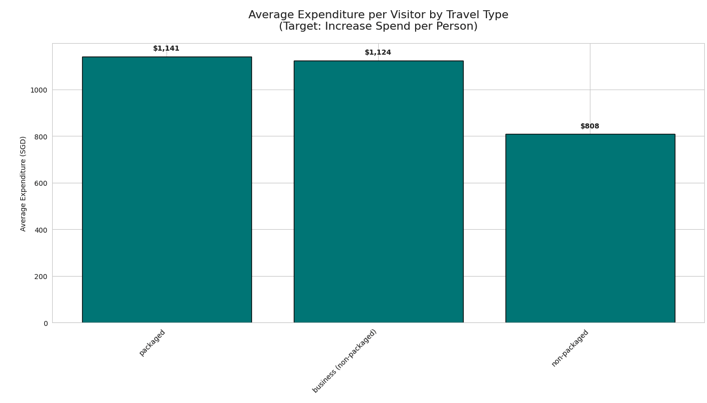 Average Expenditure per Visitor by Travel Type
(Target: Increase Spend per Person)
$1,141
$1,124
$808
1000
800
600
400
200
0
Average Expenditure (SGD)
packaged
business (non-packaged)
non-packaged